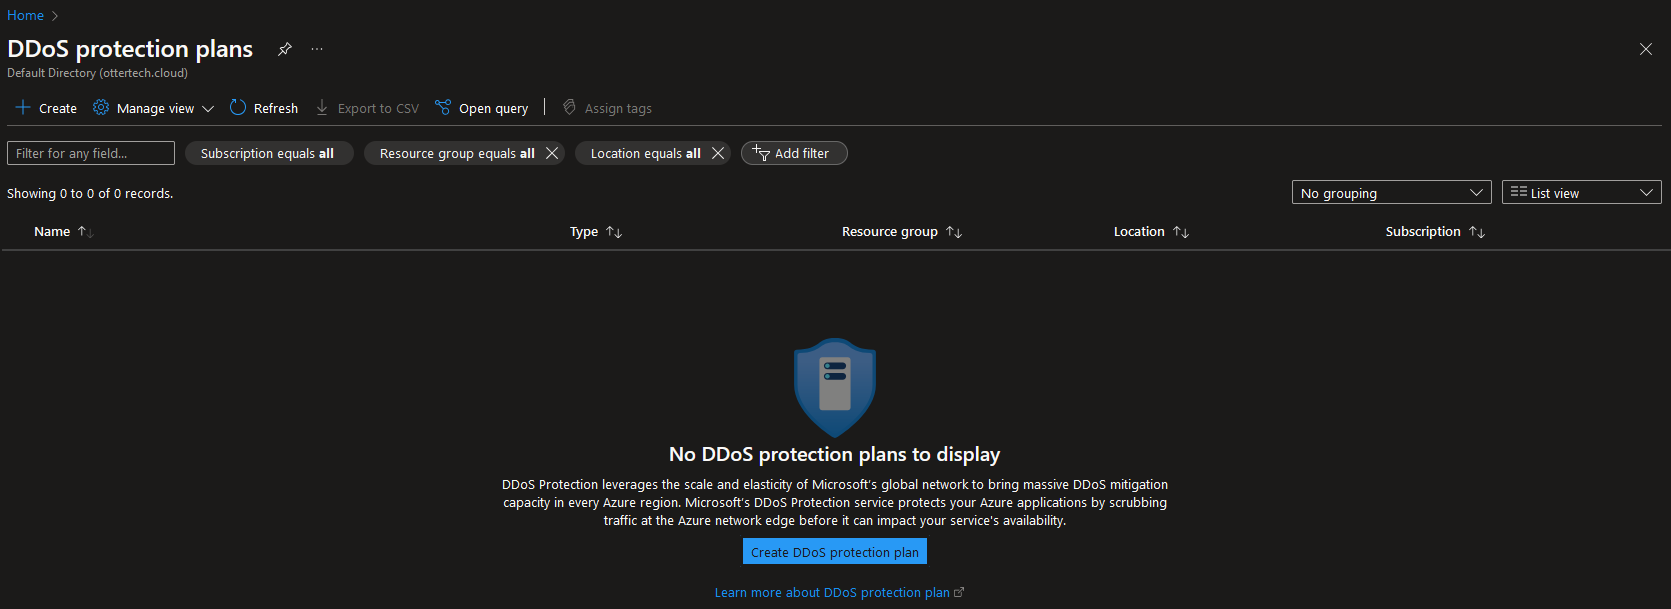 Home
DDoS protection plans
Default Directory (ottertech.cloud)
Create Manage view Refresh Export to CSV Open query Assign tags
Filter for any field... Subscription equals all Resource group equals all Location equals all Add filter
Showing 0 to 0 of 0 records. No grouping List view
Name Type Resource group Location Subscription
No DDoS protection plans to display
DDoS Protection leverages the scale and elasticity of Microsoft's global network to bring massive DDoS mitigation
capacity in every Azure region. Microsoft's DDoS Protection service protects your Azure applications by scrubbing
traffic at the Azure network edge before it can impact your service's availability.
Create DDoS protection plan
Learn more about DDoS protection plan